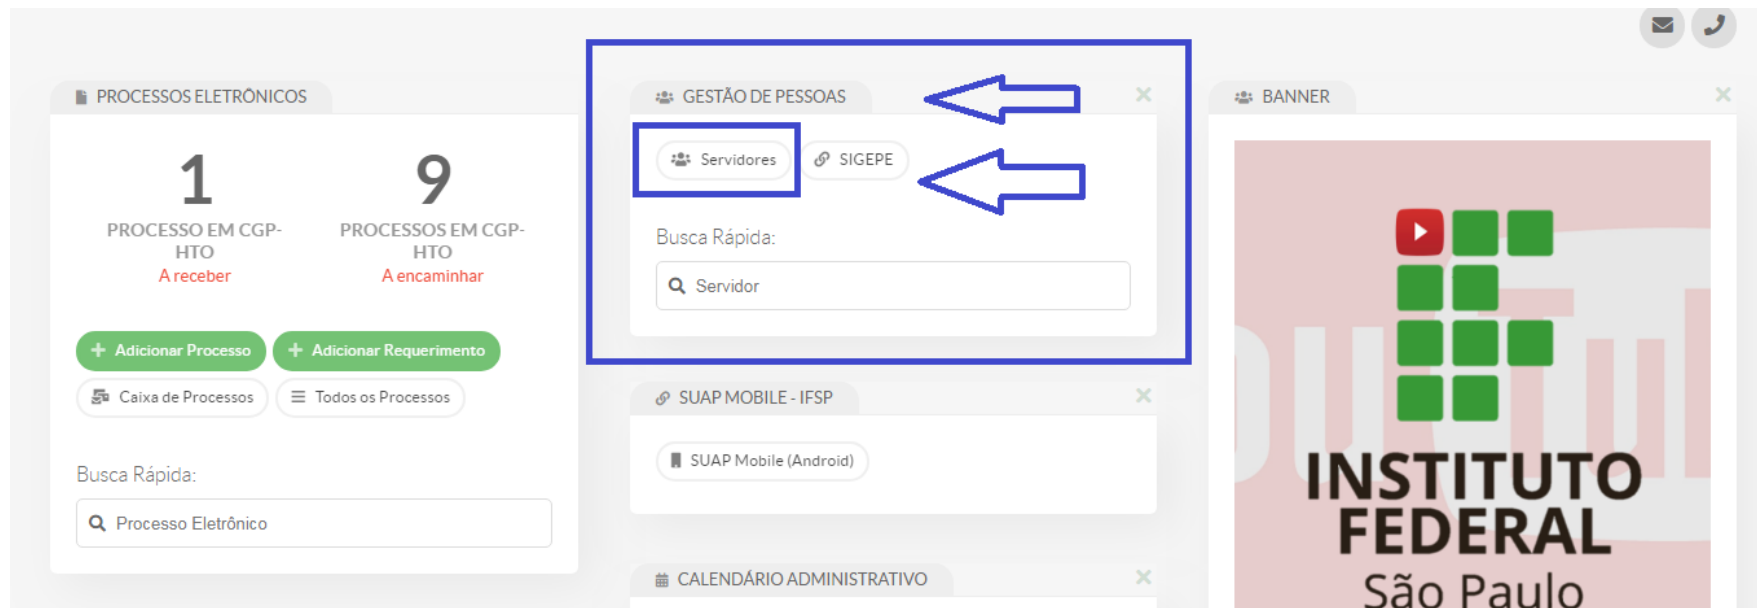 PROCESSOS ELETRÔNICOS
1
PROCESSO EM CGP-
HTO
A receber
9
PROCESSOS EM CGP-
HTO
A encaminhar
Adicionar Processo
Adicionar Requerimento
Caixa de Processos
Todos os Processos
Busca Rápida:
Processo Eletrônico
GESTÃO DE PESSOAS
Servidores
SIGEPE
Busca Rápida:
Servidor
SUAP MOBILE - IFSP
SUAP Mobile (Android)
CALENDÁRIO ADMINISTRATIVO
BANNER
INSTITUTO
FEDERAL
São Paulo